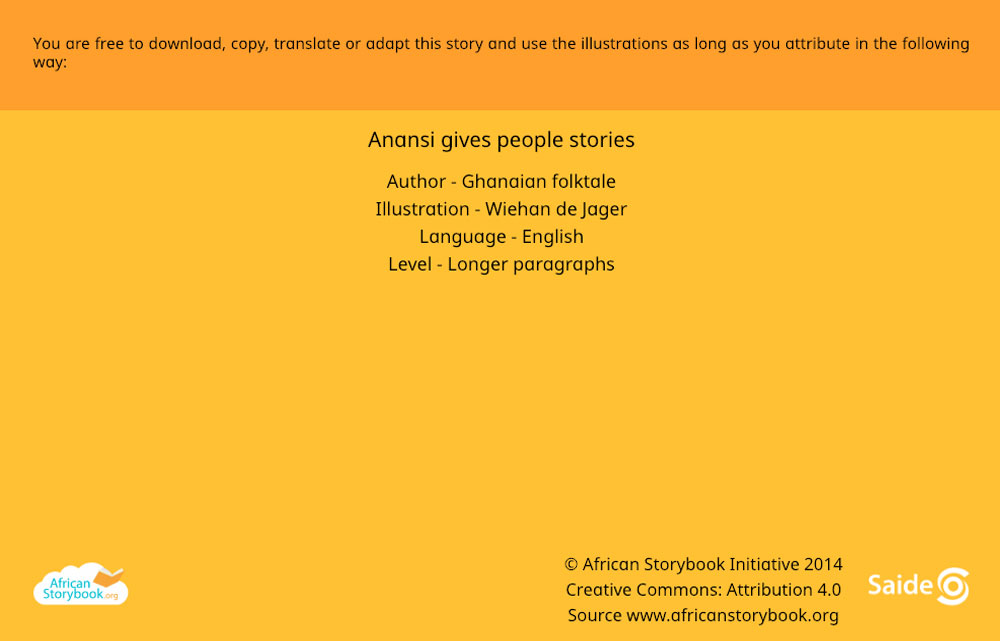 You are free to download, copy, translate or adapt this story and use the illustrations as long as you attribute in the following
way:
Anansi gives people stories
Author - Ghanaian folktale
Illustration - Wiehan de Jager
Language - English
Level - Longer paragraphs
African
Storybook.org
© African Storybook Initiative 2014
Creative Commons: Attribution 4.0
Source www.africanstorybook.org
Saide